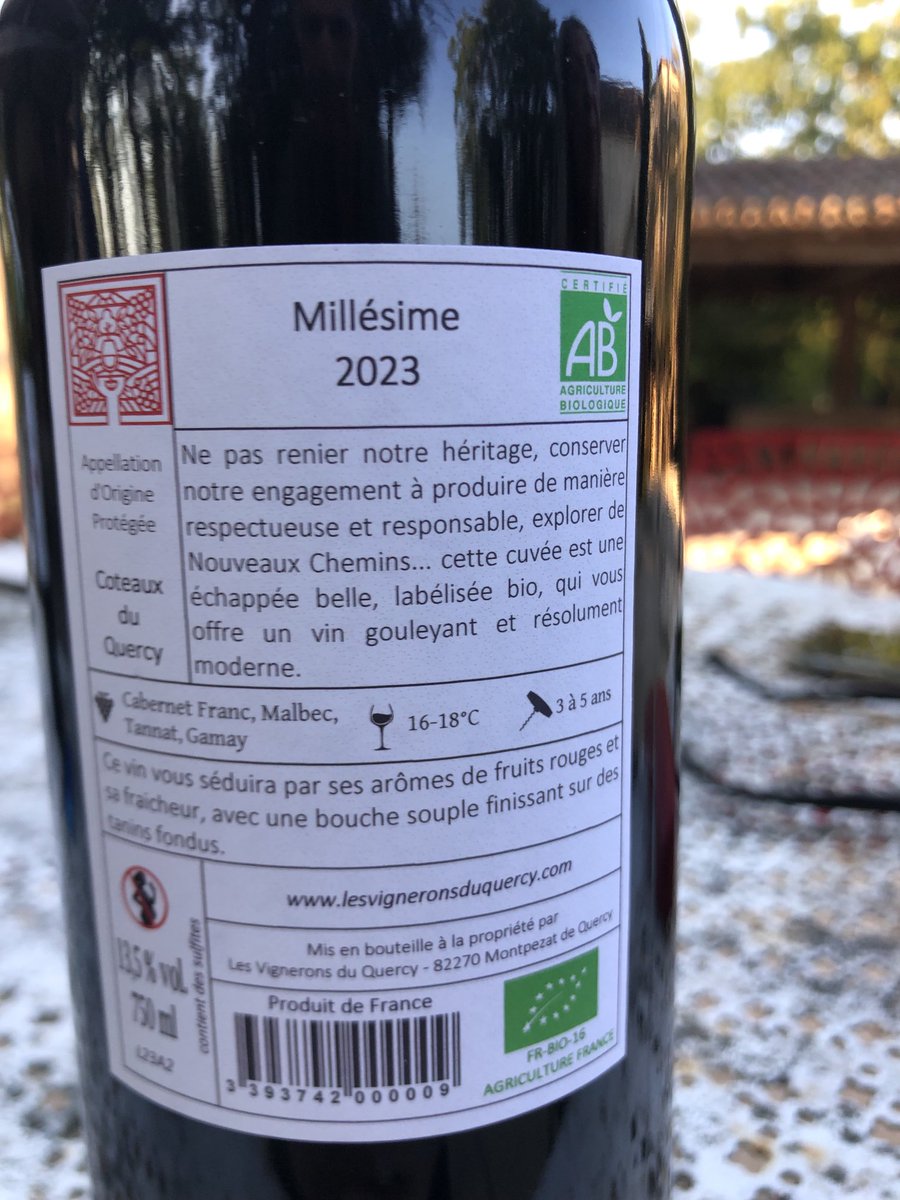 Millésime
2023
CERTIFIÉ
AB
AGRICULTURE
BIOLOGIQUE
Appellation
d'Origine
Protégée
Coteaux
du
Quercy
Ne pas renier notre héritage, conserver
notre engagement à produire de manière
respectueuse et responsable, explorer de
Nouveaux Chemins... cette cuvée est une
échappée belle, labélisée bio, qui vous
offre un vin gouleyant et résolument
moderne.
Cabernet Franc, Malbec,
Tannat, Gamay
16-18°C
3 à 5 ans
Ce vin vous séduira par ses arômes de fruits rouges et
sa fraicheur, avec une bouche souple finissant sur des
tanins fondus.
www.lesvigneronsduquercy.com
Mis en bouteille à la propriété par
Les Vignerons du Quercy - 82270 Montpezat de Quercy
13,5 % vol.
750 ml
L23A2
contient des sulfites
Produit de France
3 393742 000009
FR-BIO-16
AGRICULTURE FRANCE